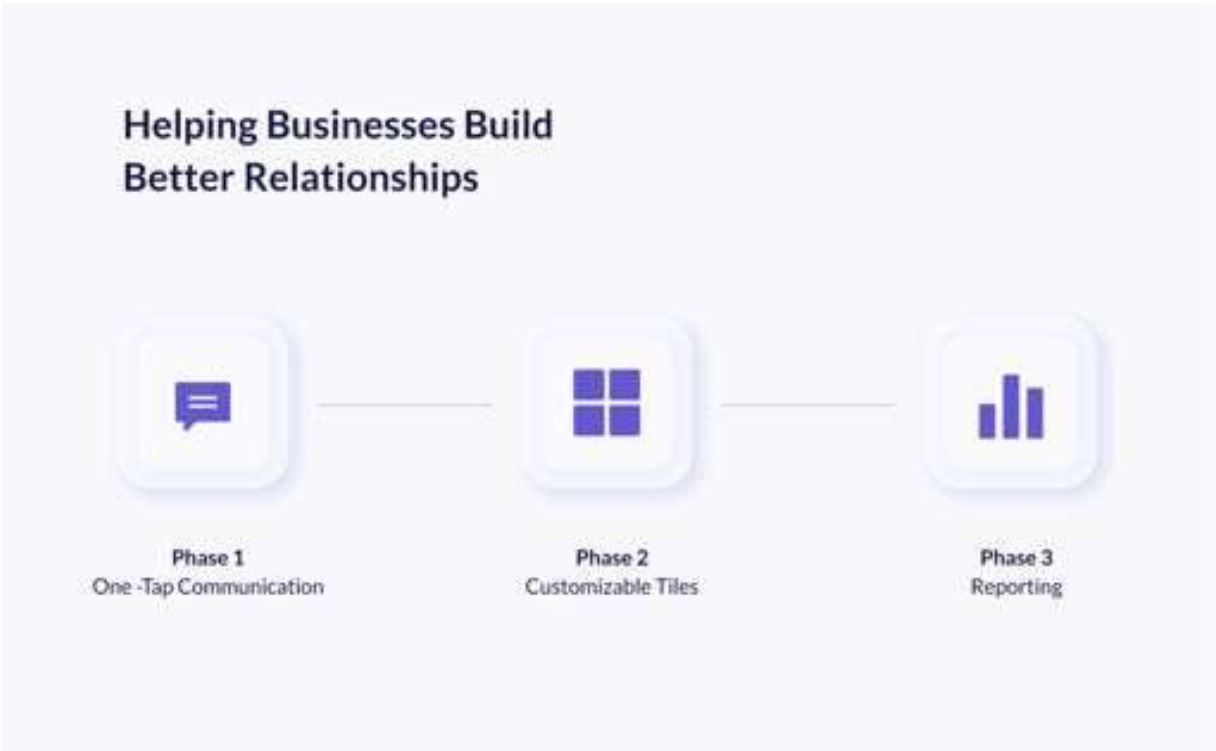 Helping Businesses Build
Better Relationships
Phase 1
One -Tap Communication
Phase 2
Customizable Tiles
Phase 3
Reporting